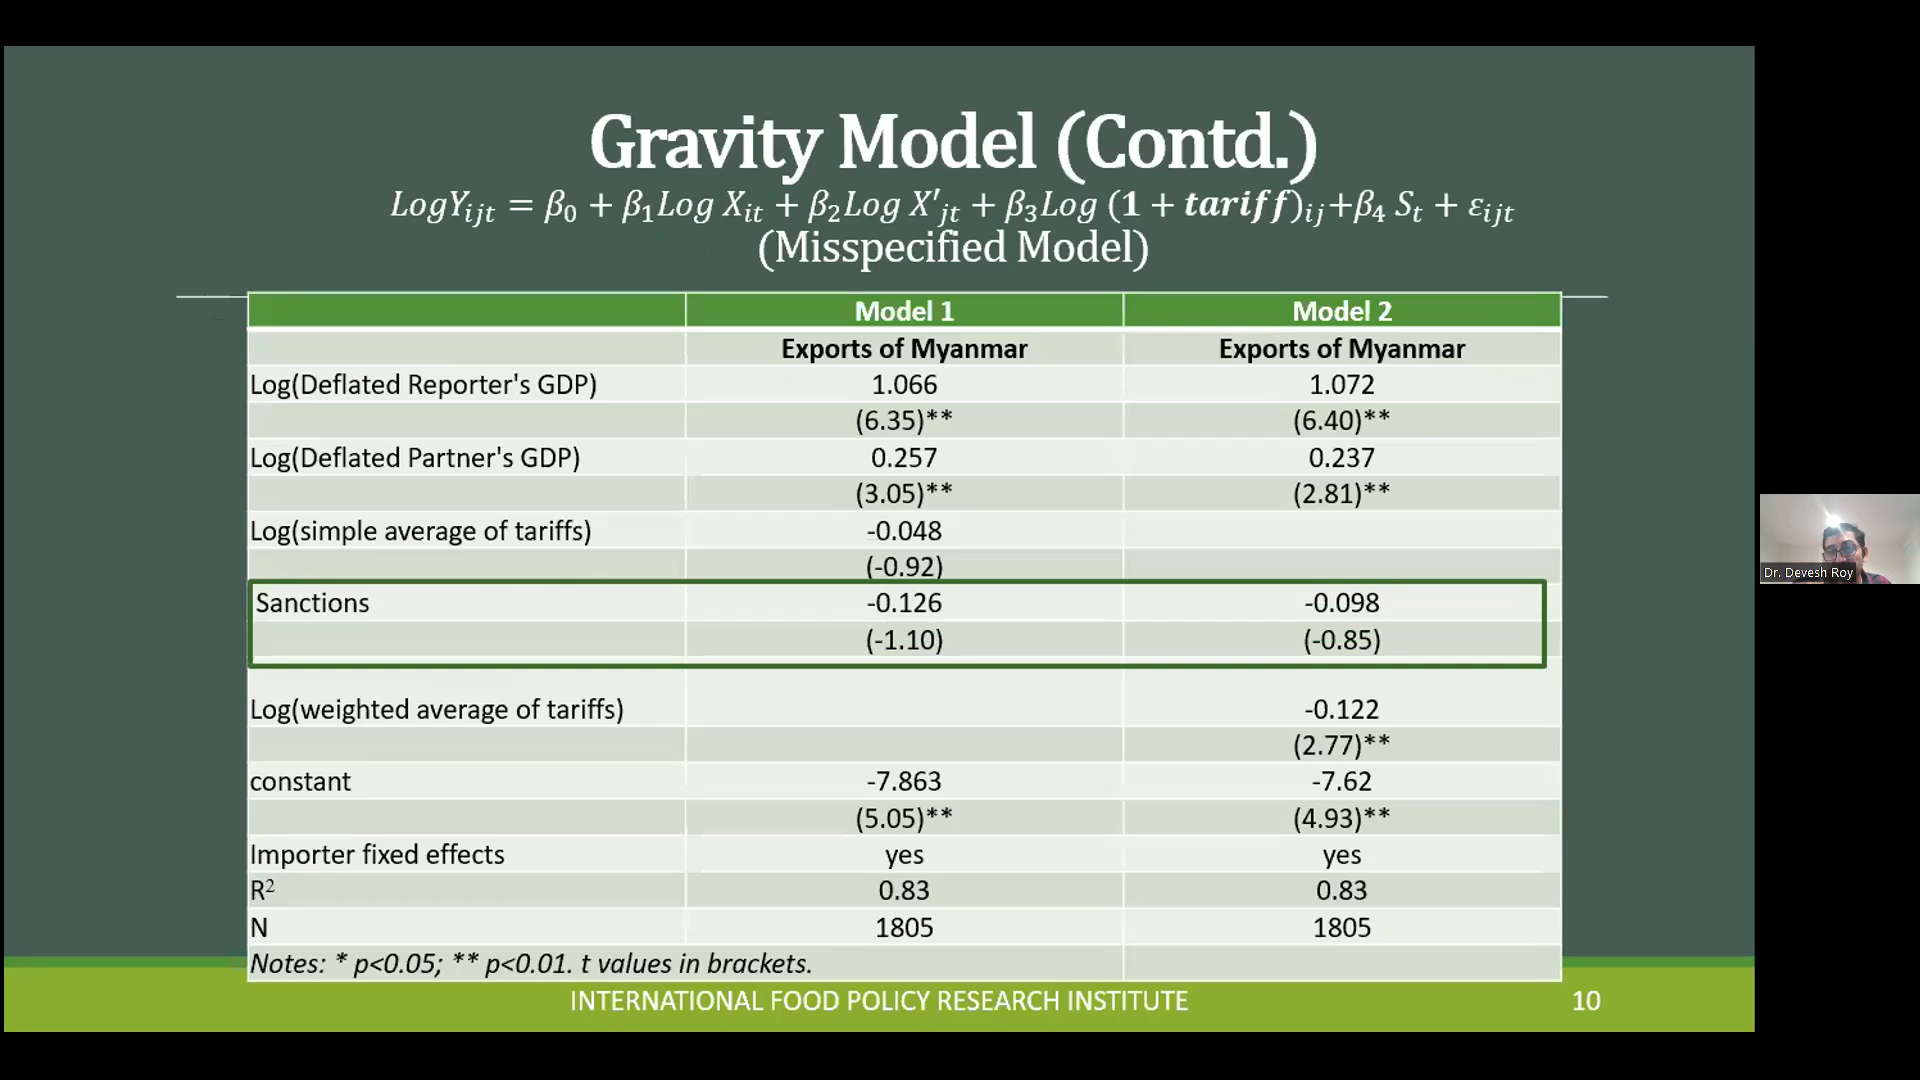 Gravity Model (Contd.)
LogY_ijt = β_0 + β_1Log X_it + β_2Log X′_jt + β_3Log (1 + tariff)_ij+β_4 S_t + ε_ijt
(Misspecified Model)
Model 1 Model 2
Exports of Myanmar Exports of Myanmar
Log(Deflated Reporter's GDP) 1.066 1.072
(6.35)** (6.40)**
Log(Deflated Partner's GDP) 0.257 0.237
(3.05)** (2.81)**
Log(simple average of tariffs) -0.048
(-0.92)
Sanctions -0.126 -0.098
(-1.10) (-0.85)
Log(weighted average of tariffs) -0.122
(2.77)**
constant -7.863 -7.62
(5.05)** (4.93)**
Importer fixed effects yes yes
R² 0.83 0.83
N 1805 1805
Notes: * p<0.05; ** p<0.01. t values in brackets.
INTERNATIONAL FOOD POLICY RESEARCH INSTITUTE 10
Dr. Devesh Roy